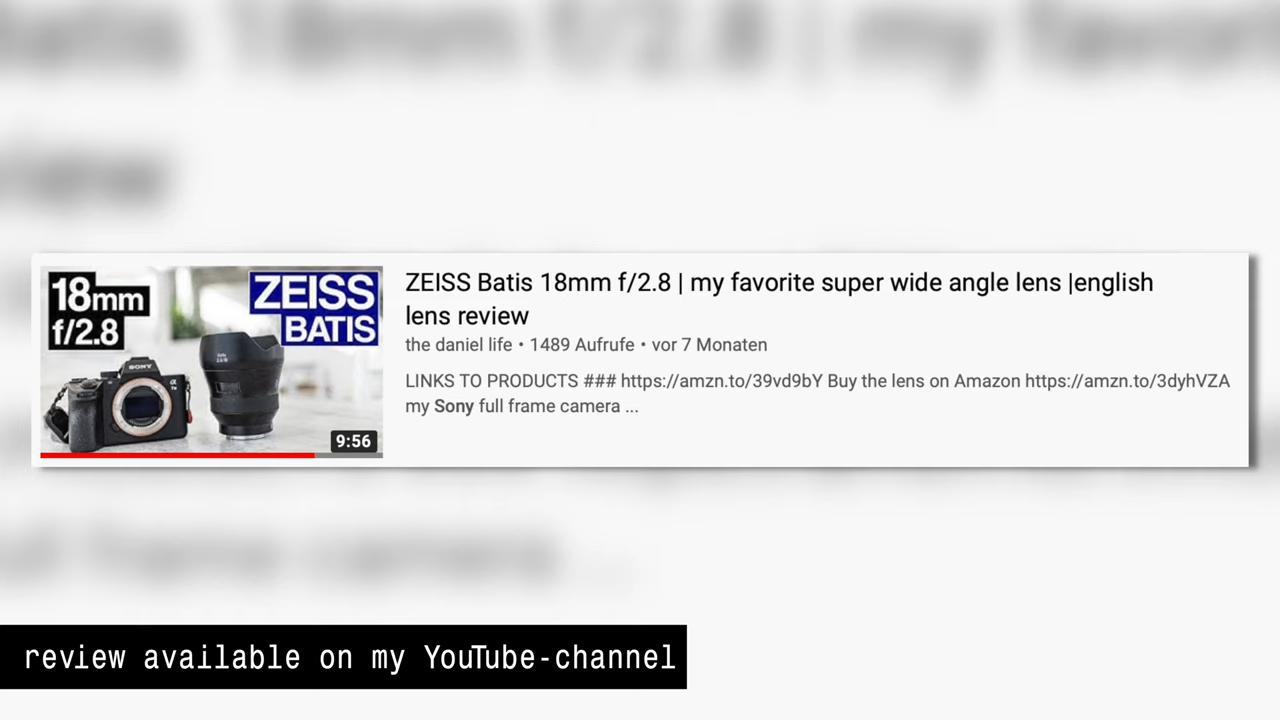 18mm
f/2.8
ZEISS
BATIS
SONY
9:56
ZEISS Batis 18mm f/2.8 | my favorite super wide angle lens |english
lens review
the daniel life • 1489 Aufrufe • vor 7 Monaten
LINKS TO PRODUCTS ### https://amzn.to/39vd9bY Buy the lens on Amazon https://amzn.to/3dyhVZA
my Sony full frame camera ...
review available on my YouTube-channel